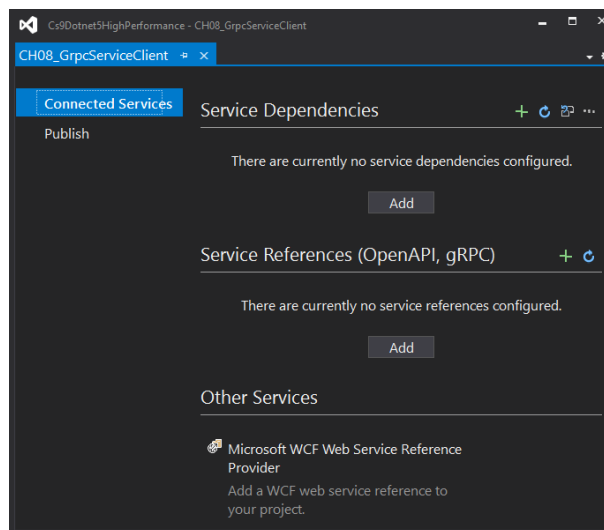 Cs9Dotnet5HighPerformance - CH08_GrpcServiceClient
CH08_GrpcServiceClient
Connected Services
Publish
Service Dependencies
There are currently no service dependencies configured.
Add
Service References (OpenAPI, gRPC)
There are currently no service references configured.
Add
Other Services
Microsoft WCF Web Service Reference
Provider
Add a WCF web service reference to
your project.